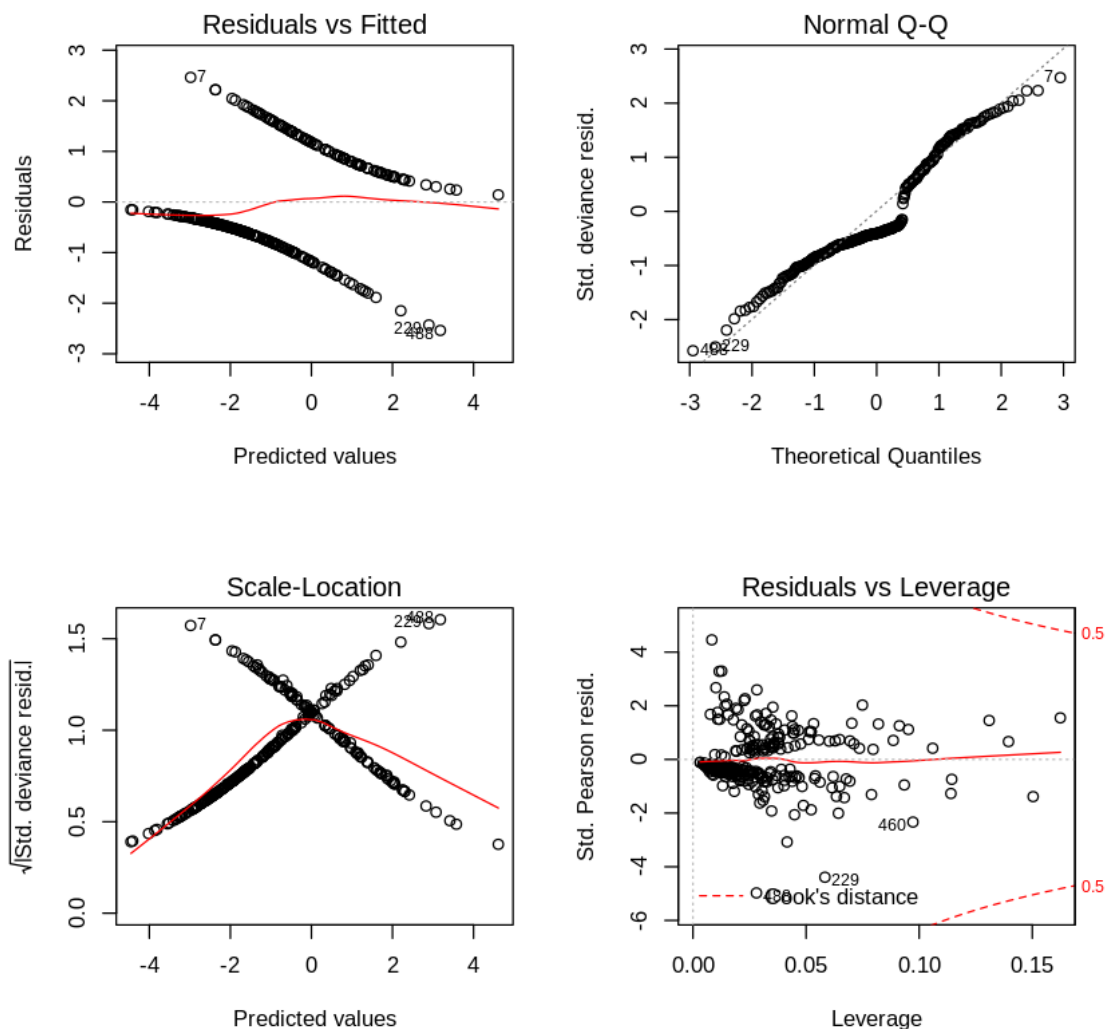 Residuals vs Fitted
Residuals
3
2
1
0
-1
-2
-3
7
229
488
-4 -2 0 2 4
Predicted values
Normal Q-Q
Std. deviance resid.
3
2
1
0
-1
-2
7
488
229
-3 -2 -1 0 1 2 3
Theoretical Quantiles
Scale-Location
√|Std. deviance resid.|
1.5
1.0
0.5
0.0
7
229
488
-4 -2 0 2 4
Predicted values
Residuals vs Leverage
Std. Pearson resid.
4
2
0
-2
-4
-6
0.5
460
229
488
Cook's distance
0.5
0.00 0.05 0.10 0.15
Leverage